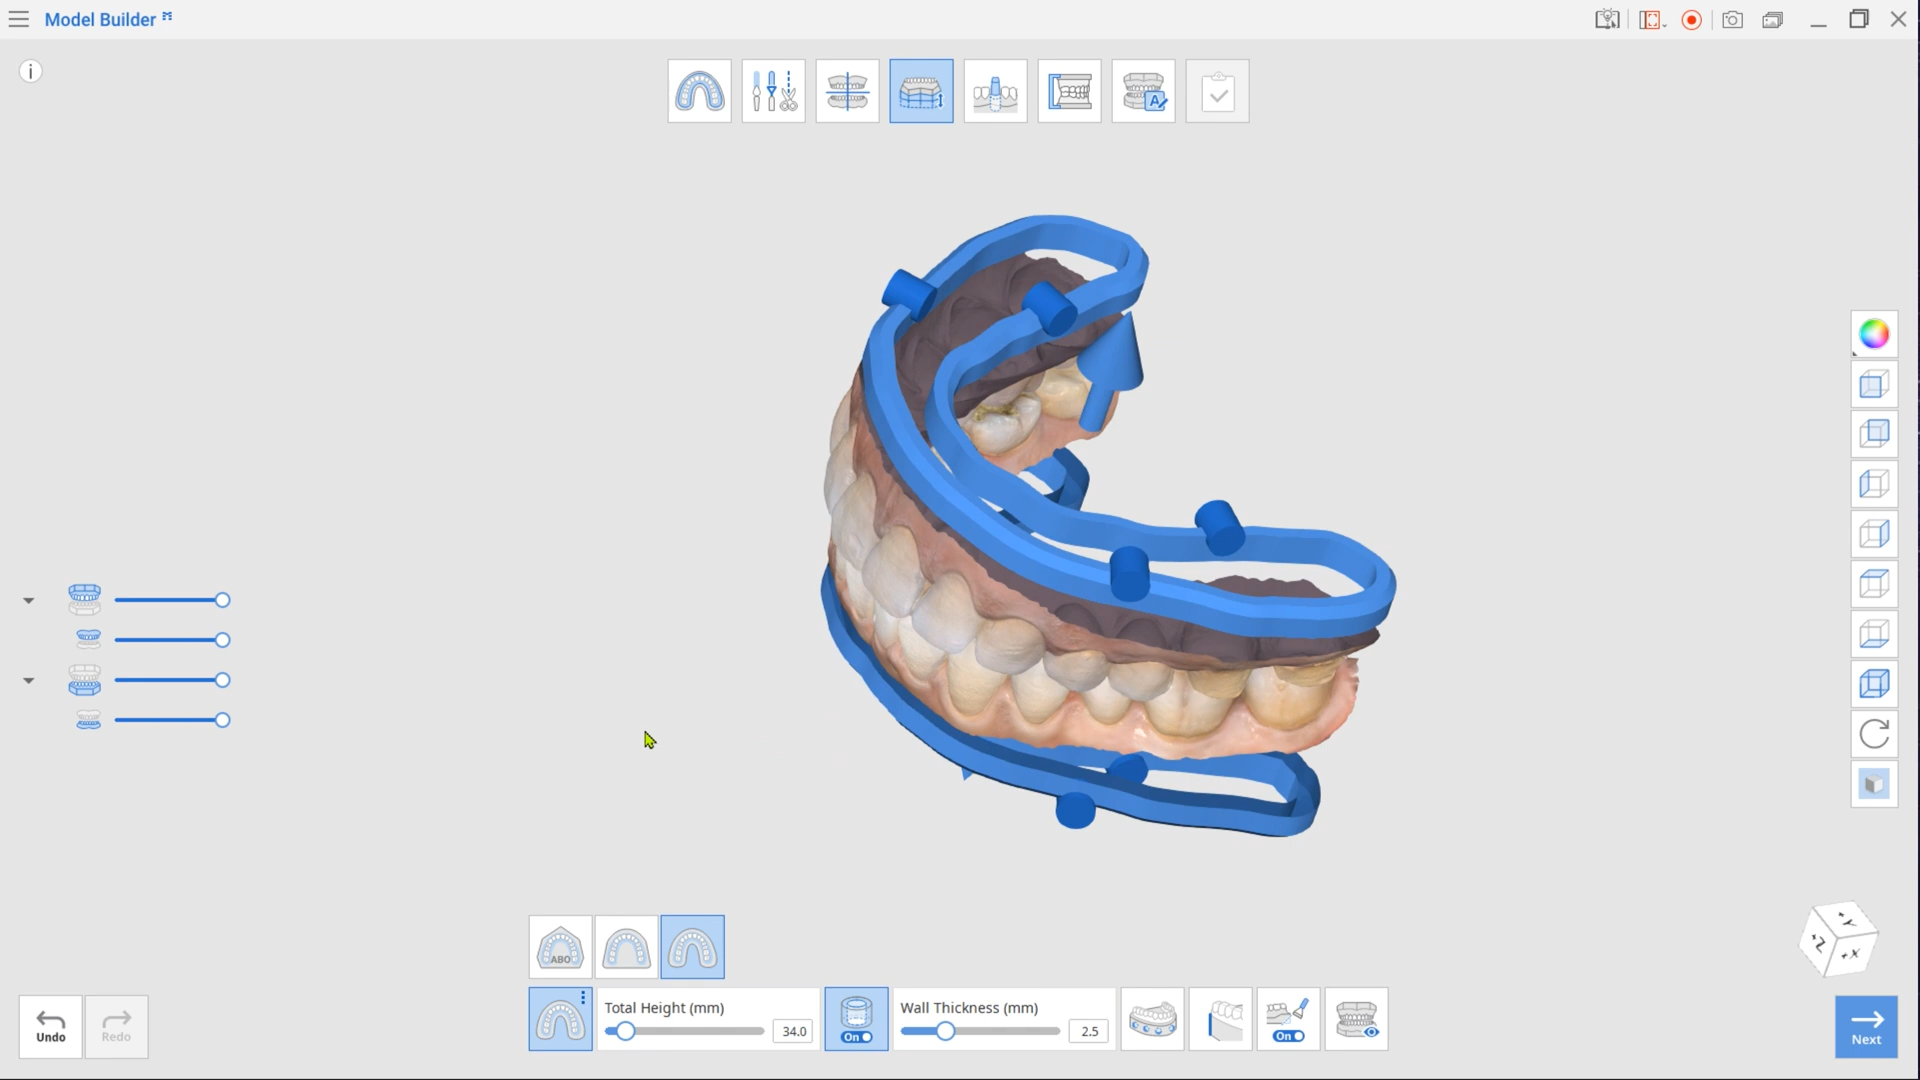 Model Builder
i
A
ABO
Total Height (mm)
34.0
On
Wall Thickness (mm)
2.5
On
Undo
Redo
Next
+Y
+Z
+X